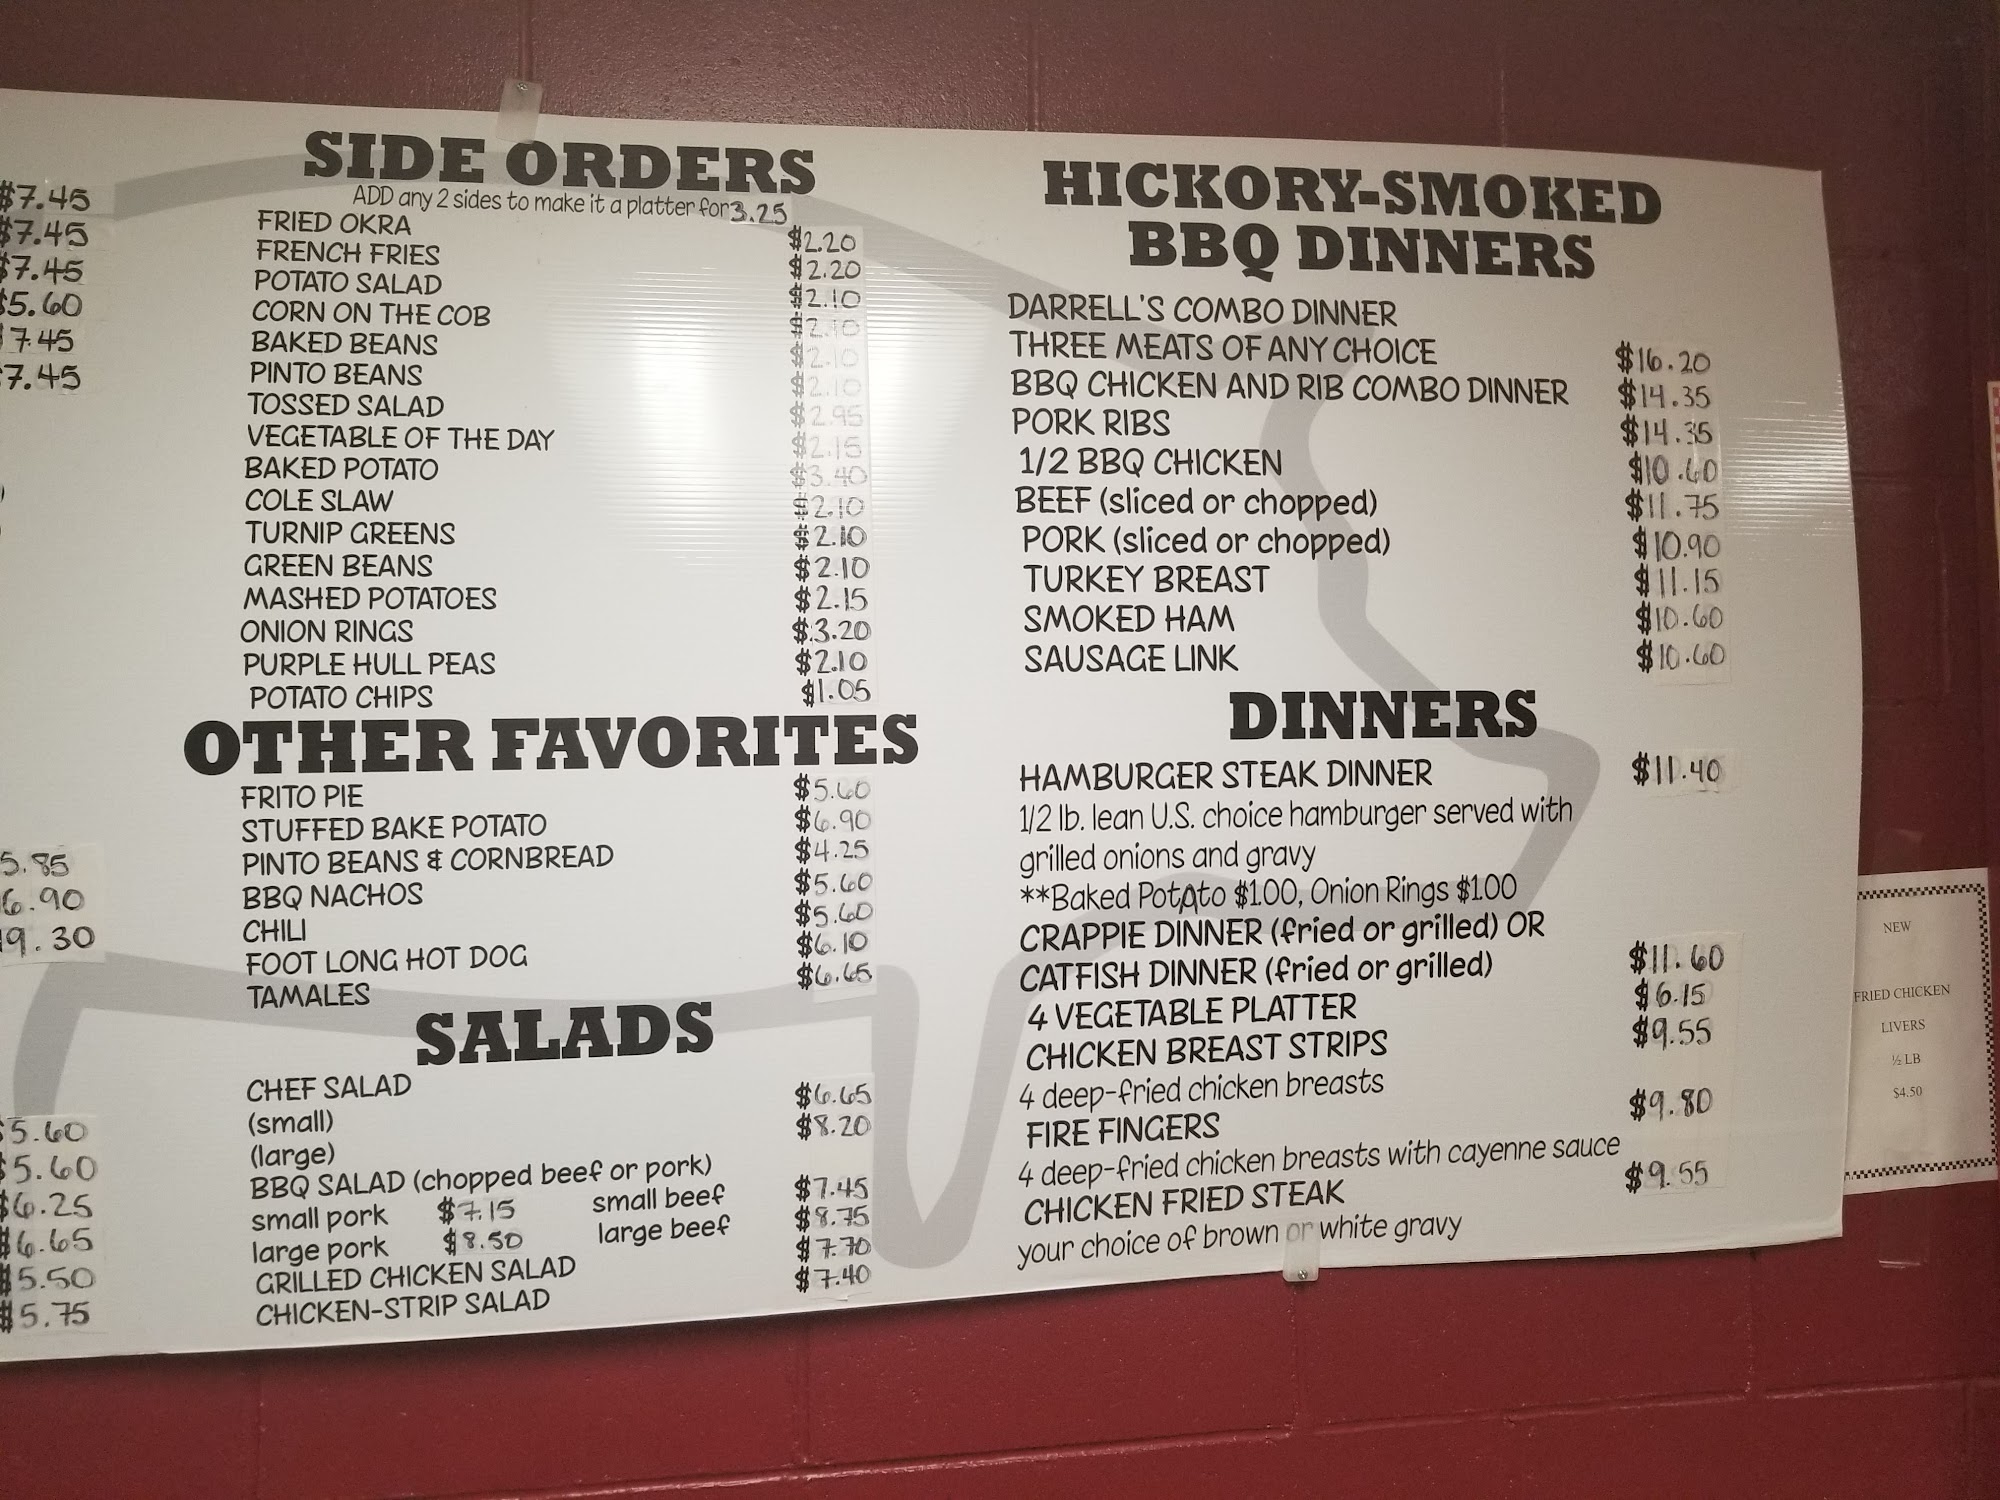 $7.45
$7.45
$7.45
$5.60
7.45
7.45
5.85
6.90
9.30
5.60
$5.60
$6.25
$6.65
$5.50
$5.75
SIDE ORDERS
ADD any 2 sides to make it a platter for 3.25
FRIED OKRA $2.20
FRENCH FRIES $2.20
POTATO SALAD $2.10
CORN ON THE COB $2.10
BAKED BEANS $2.10
PINTO BEANS $2.10
TOSSED SALAD $2.95
VEGETABLE OF THE DAY $2.15
BAKED POTATO $3.40
COLE SLAW $2.10
TURNIP GREENS $2.10
GREEN BEANS $2.10
MASHED POTATOES $2.15
ONION RINGS $3.20
PURPLE HULL PEAS $2.10
POTATO CHIPS $1.05
OTHER FAVORITES
FRITO PIE $5.60
STUFFED BAKE POTATO $6.90
PINTO BEANS & CORNBREAD $4.25
BBQ NACHOS $5.60
CHILI $5.60
FOOT LONG HOT DOG $6.10
TAMALES $6.65
SALADS
CHEF SALAD
(small) $6.65
(large) $8.20
BBQ SALAD (chopped beef or pork)
small pork $7.15 small beef $7.45
large pork $8.50 large beef $8.75
GRILLED CHICKEN SALAD $7.70
CHICKEN-STRIP SALAD $7.40
HICKORY-SMOKED
BBQ DINNERS
DARRELL'S COMBO DINNER
THREE MEATS OF ANY CHOICE $16.20
BBQ CHICKEN AND RIB COMBO DINNER $14.35
PORK RIBS $14.35
1/2 BBQ CHICKEN $10.60
BEEF (sliced or chopped) $11.75
PORK (sliced or chopped) $10.90
TURKEY BREAST $11.15
SMOKED HAM $10.60
SAUSAGE LINK $10.60
DINNERS
HAMBURGER STEAK DINNER $11.40
1/2 lb. lean U.S. choice hamburger served with
grilled onions and gravy
**Baked PotAto $1.00, Onion Rings $1.00
CRAPPIE DINNER (fried or grilled) OR
CATFISH DINNER (fried or grilled) $11.60
4 VEGETABLE PLATTER $6.15
CHICKEN BREAST STRIPS $9.55
4 deep-fried chicken breasts
FIRE FINGERS $9.80
4 deep-fried chicken breasts with cayenne sauce
CHICKEN FRIED STEAK $9.55
your choice of brown or white gravy
NEW
FRIED CHICKEN
LIVERS
½ LB
$4.50